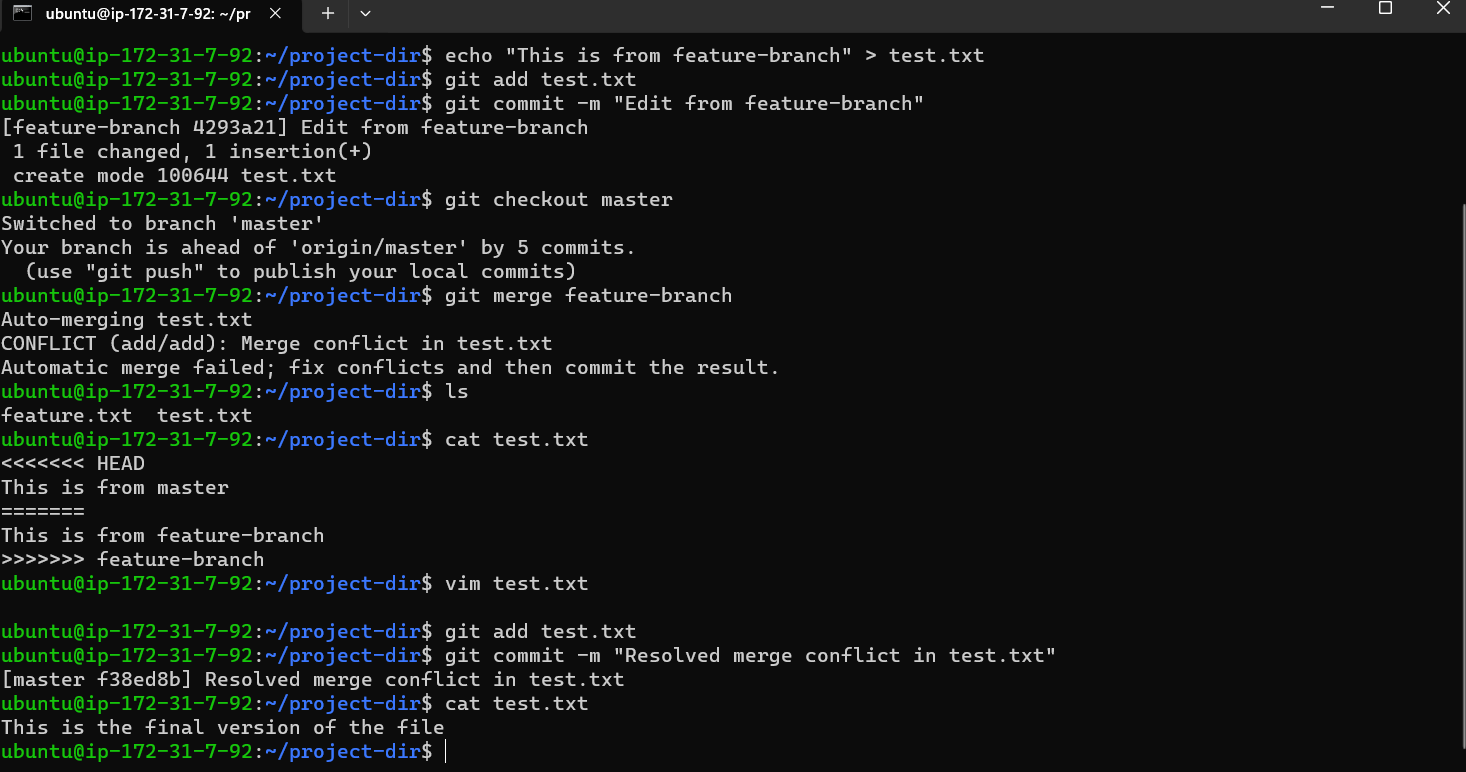 ubuntu@ip-172-31-7-92: ~/pr
ubuntu@ip-172-31-7-92:~/project-dir$ echo "This is from feature-branch" > test.txt
ubuntu@ip-172-31-7-92:~/project-dir$ git add test.txt
ubuntu@ip-172-31-7-92:~/project-dir$ git commit -m "Edit from feature-branch"
[feature-branch 4293a21] Edit from feature-branch
 1 file changed, 1 insertion(+)
 create mode 100644 test.txt
ubuntu@ip-172-31-7-92:~/project-dir$ git checkout master
Switched to branch 'master'
Your branch is ahead of 'origin/master' by 5 commits.
  (use "git push" to publish your local commits)
ubuntu@ip-172-31-7-92:~/project-dir$ git merge feature-branch
Auto-merging test.txt
CONFLICT (add/add): Merge conflict in test.txt
Automatic merge failed; fix conflicts and then commit the result.
ubuntu@ip-172-31-7-92:~/project-dir$ ls
feature.txt  test.txt
ubuntu@ip-172-31-7-92:~/project-dir$ cat test.txt
<<<<<<< HEAD
This is from master
=======
This is from feature-branch
>>>>>>> feature-branch
ubuntu@ip-172-31-7-92:~/project-dir$ vim test.txt
ubuntu@ip-172-31-7-92:~/project-dir$ git add test.txt
ubuntu@ip-172-31-7-92:~/project-dir$ git commit -m "Resolved merge conflict in test.txt"
[master f38ed8b] Resolved merge conflict in test.txt
ubuntu@ip-172-31-7-92:~/project-dir$ cat test.txt
This is the final version of the file
ubuntu@ip-172-31-7-92:~/project-dir$